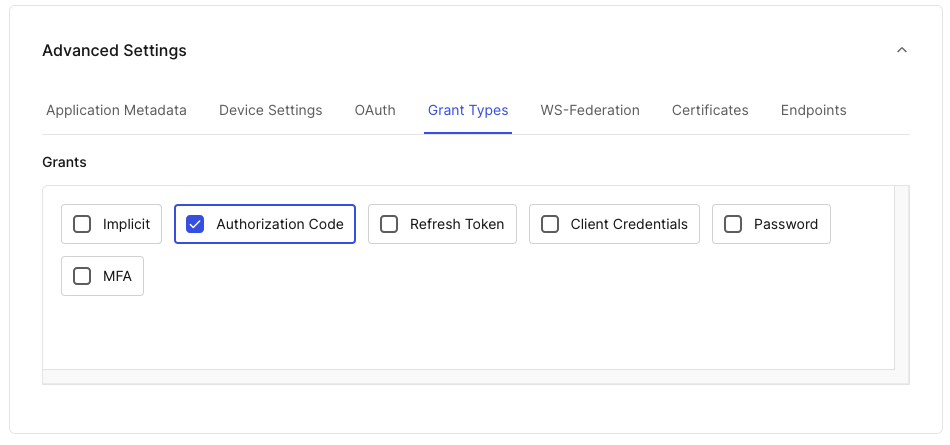 Advanced Settings
Application Metadata Device Settings OAuth Grant Types WS-Federation Certificates Endpoints
Grants
Implicit Authorization Code Refresh Token Client Credentials Password
MFA